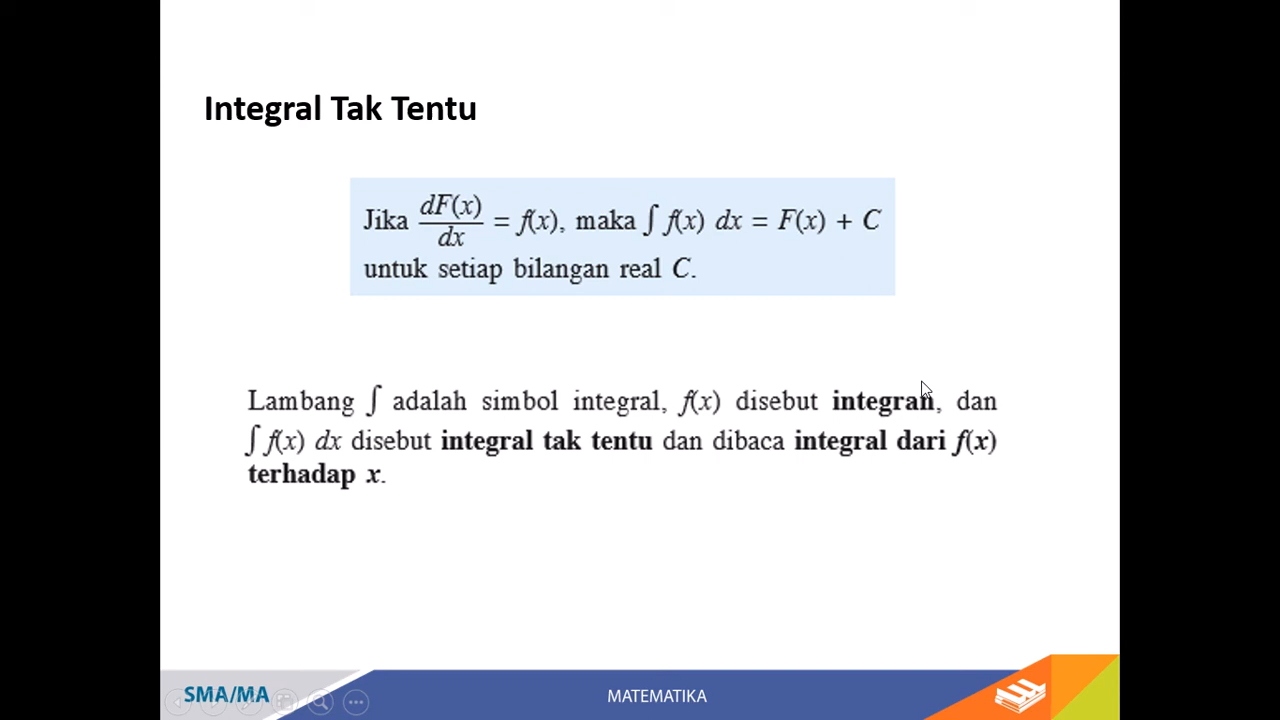 Integral Tak Tentu
Jika dF(x)/dx = f(x), maka ∫ f(x) dx = F(x) + C
untuk setiap bilangan real C.
Lambang ∫ adalah simbol integral, f(x) disebut integran, dan
∫ f(x) dx disebut integral tak tentu dan dibaca integral dari f(x)
terhadap x.
SMA/MA
MATEMATIKA